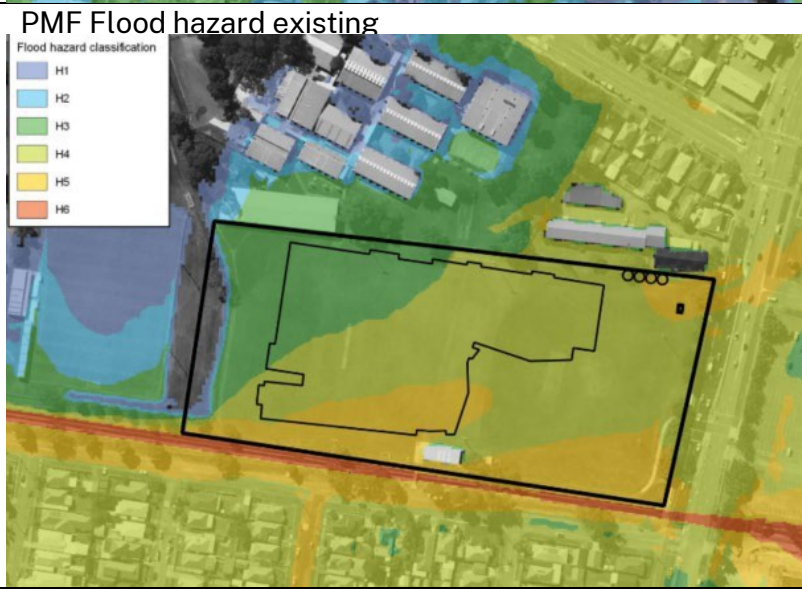 PMF Flood hazard existing
Flood hazard classification
H1
H2
H3
H4
H5
H6